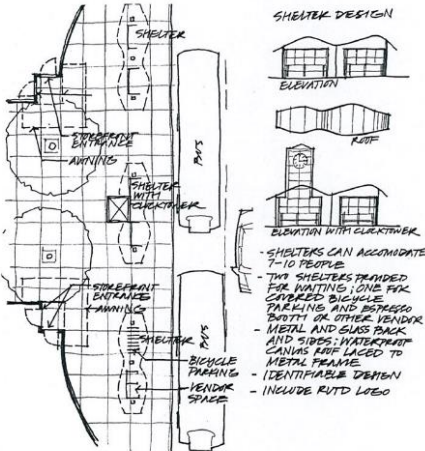 SHELTER
STOREFRONT
ENTRANCE
AWNING
SHELTER
WITH
CLOCKTOWER
BUS
STOREFRONT
ENTRANCE
AWNING
SHELTER
BUS
BICYCLE
PARKING
VENDOR
SPACE
SHELTER DESIGN
ELEVATION
ROOF
ELEVATION WITH CLOCKTOWER
- SHELTERS CAN ACCOMODATE
7-10 PEOPLE
- TWO SHELTERS PROVIDED
FOR WAITING; ONE FOR
COVERED BICYCLE
PARKING AND ESPRESSO
BOOTH OR OTHER VENDOR
- METAL AND GLASS BACK
AND SIDES; WATERPROOF
CANVAS ROOF LACED TO
METAL FRAME
- IDENTIFIABLE DESIGN
- INCLUDE RVTD LOGO